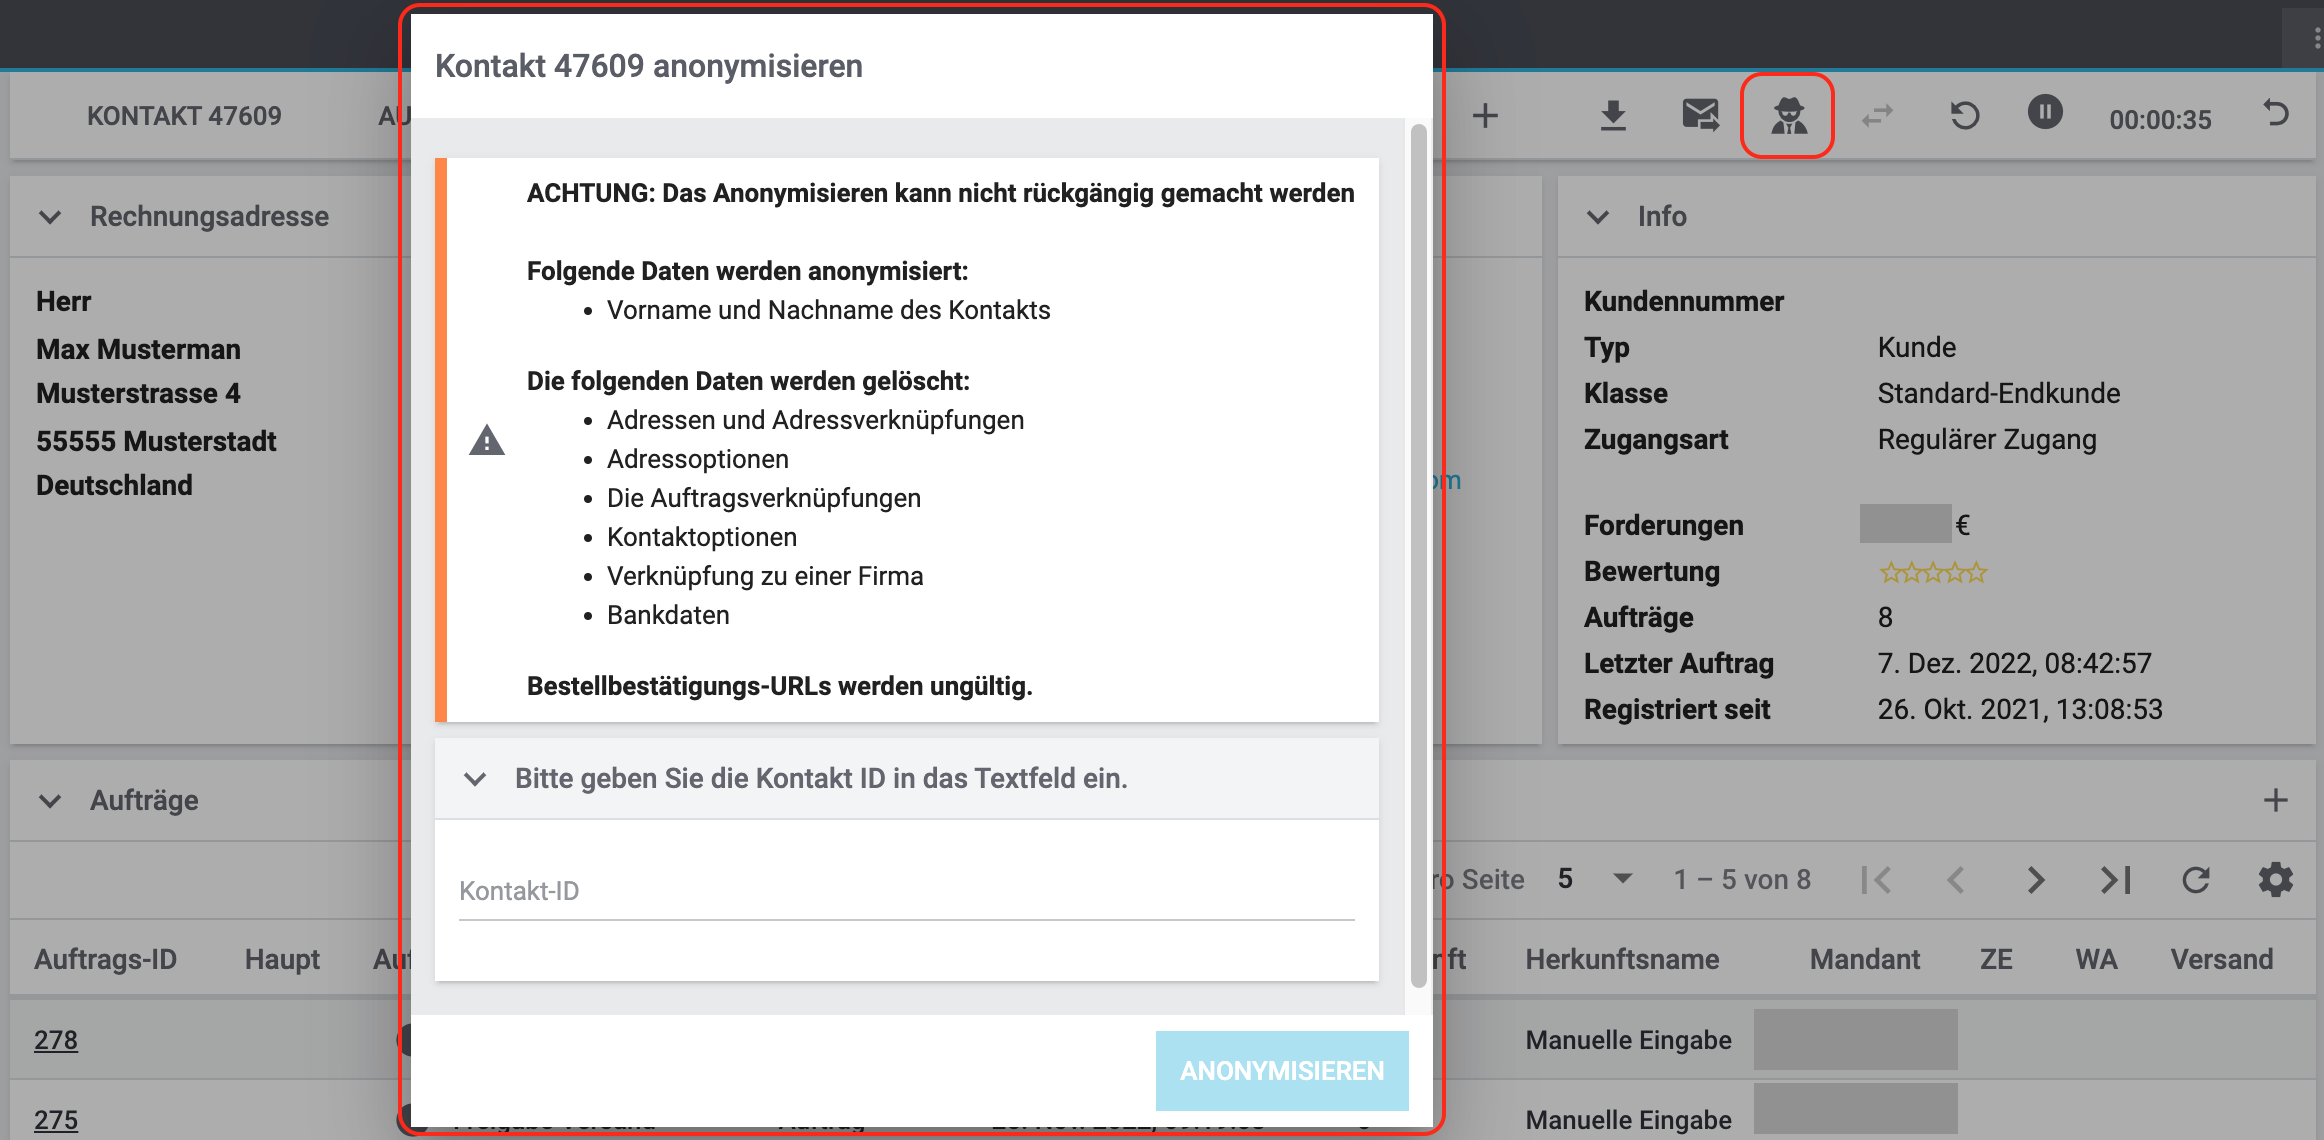 Kontakt 47609 anonymisieren
ACHTUNG: Das Anonymisieren kann nicht rückgängig gemacht werden
Folgende Daten werden anonymisiert:
• Vorname und Nachname des Kontakts
Die folgenden Daten werden gelöscht:
• Adressen und Adressverknüpfungen
• Adressoptionen
• Die Auftragsverknüpfungen
• Kontaktoptionen
• Verknüpfung zu einer Firma
• Bankdaten
Bestellbestätigungs-URLs werden ungültig.
Bitte geben Sie die Kontakt ID in das Textfeld ein.
Kontakt-ID
ANONYMISIEREN
KONTAKT 47609
00:00:35
Rechnungsadresse
Herr
Max Musterman
Musterstrasse 4
55555 Musterstadt
Deutschland
Info
Kundennummer
Typ Kunde
Klasse Standard-Endkunde
Zugangsart Regulärer Zugang
Forderungen €
Bewertung
Aufträge 8
Letzter Auftrag 7. Dez. 2022, 08:42:57
Registriert seit 26. Okt. 2021, 13:08:53
Aufträge
Seite 5 1 – 5 von 8
Auftrags-ID Haupt Herkunftsname Mandant ZE WA Versand
278 Manuelle Eingabe
275 Manuelle Eingabe